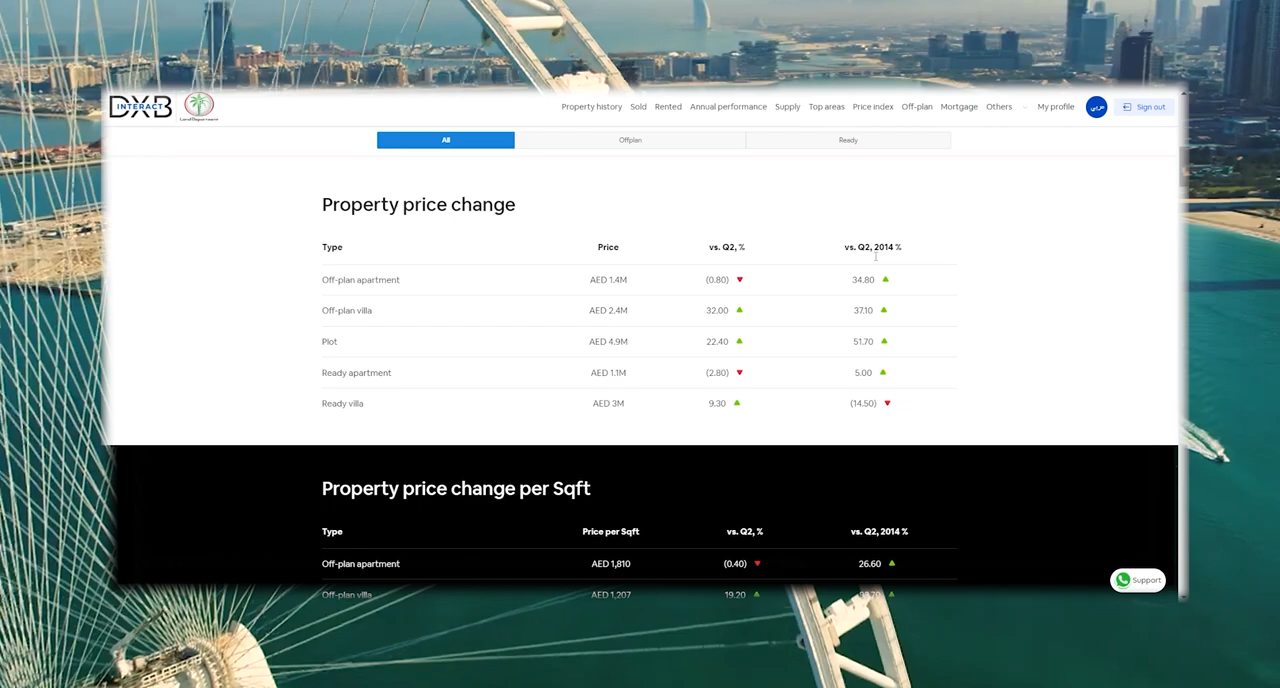 DXB
INTERACT
Land Department
Property history Sold Rented Annual performance Supply Top areas Price index Off-plan Mortgage Others My profile عربي Sign out
All Offplan Ready
Property price change
Type Price vs. Q2, % vs. Q2, 2014 %
Off-plan apartment AED 1.4M (0.80) 34.80
Off-plan villa AED 2.4M 32.00 37.10
Plot AED 4.9M 22.40 51.70
Ready apartment AED 1.1M (2.80) 5.00
Ready villa AED 3M 9.30 (14.50)
Property price change per Sqft
Type Price per Sqft vs. Q2, % vs. Q2, 2014 %
Off-plan apartment AED 1,810 (0.40) 26.60
Support
Off-plan villa AED 1,207 19.20